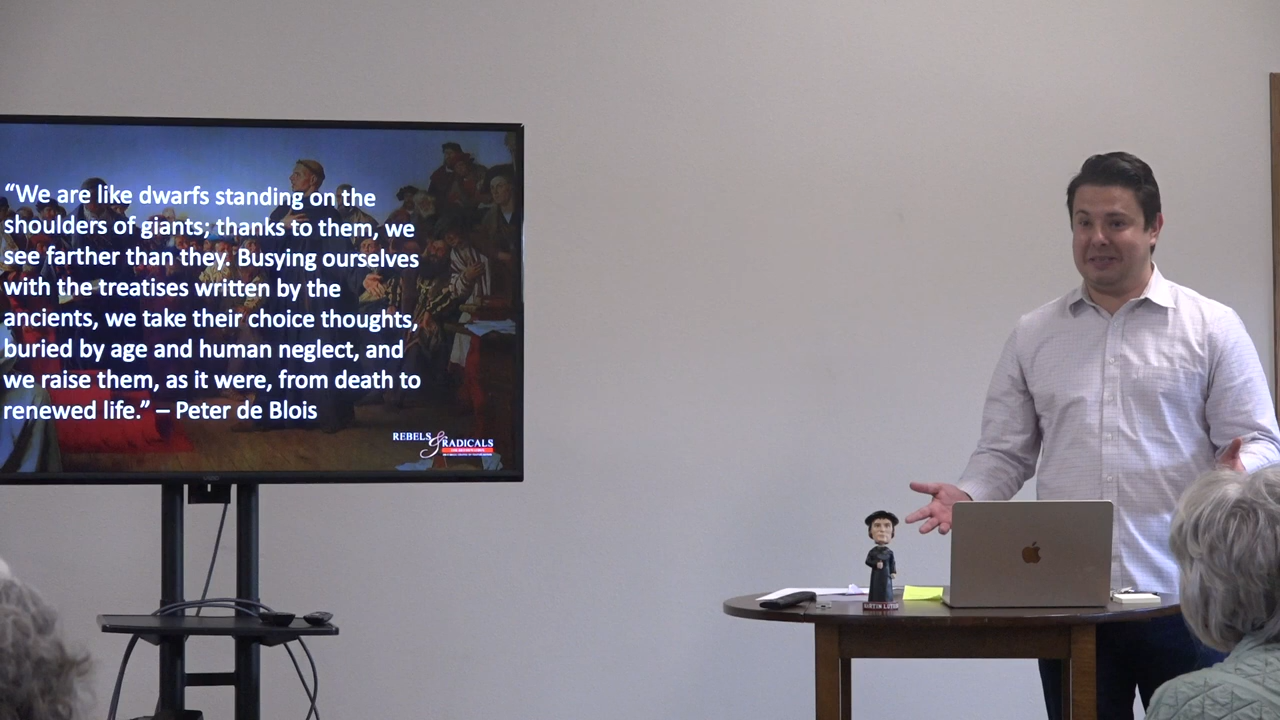 “We are like dwarfs standing on the
shoulders of giants; thanks to them, we
see farther than they. Busying ourselves
with the treatises written by the
ancients, we take their choice thoughts,
buried by age and human neglect, and
we raise them, as it were, from death to
renewed life.” – Peter de Blois
REBELS & RADICALS
MARTIN LUTHER